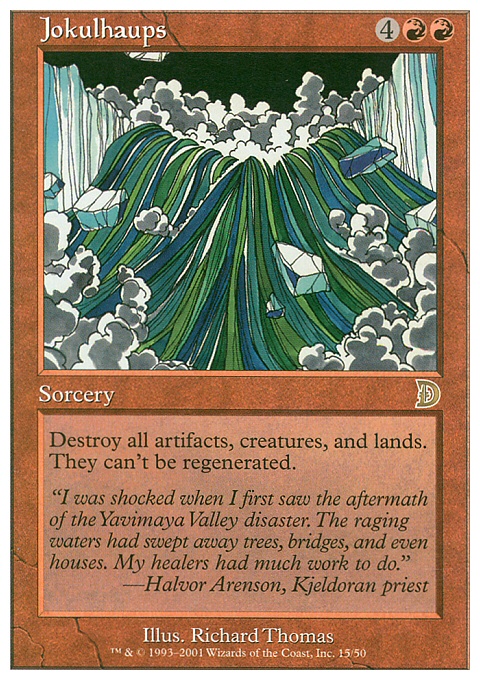 Jokulhaups 4
Sorcery
Destroy all artifacts, creatures, and lands.
They can't be regenerated.
“I was shocked when I first saw the aftermath
of the Yavimaya Valley disaster. The raging
waters had swept away trees, bridges, and even
houses. My healers had much work to do.”
—Halvor Arenson, Kjeldoran priest
Illus. Richard Thomas
™ & © 1993–2001 Wizards of the Coast, Inc. 15/50